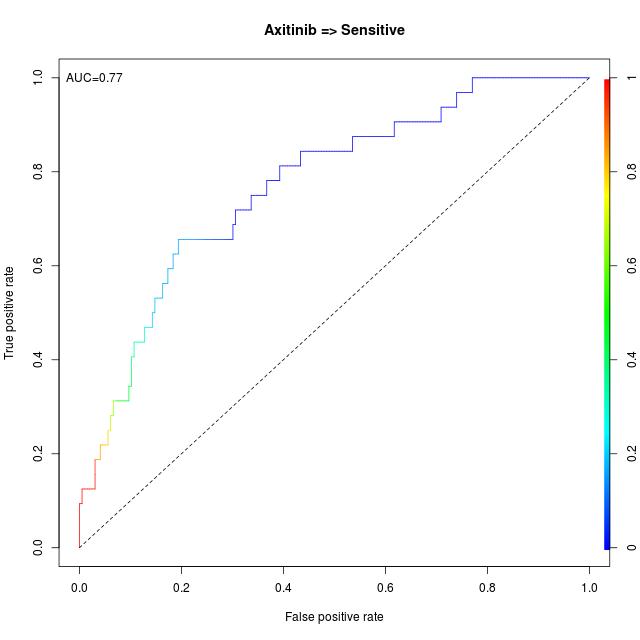 Axitinib => Sensitive
AUC=0.77
True positive rate
1.0
0.8
0.6
0.4
0.2
0.0
0.0 0.2 0.4 0.6 0.8 1.0
False positive rate
1
0.8
0.6
0.4
0.2
0